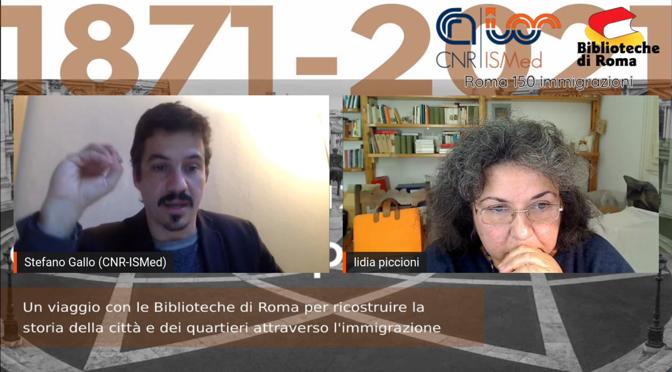 1871-2021
CNR ISMed
Biblioteche
di Roma
Roma 150 immigrazioni
Stefano Gallo (CNR-ISMed)
lidia piccioni
Un viaggio con le Biblioteche di Roma per ricostruire la
storia della città e dei quartieri attraverso l'immigrazione